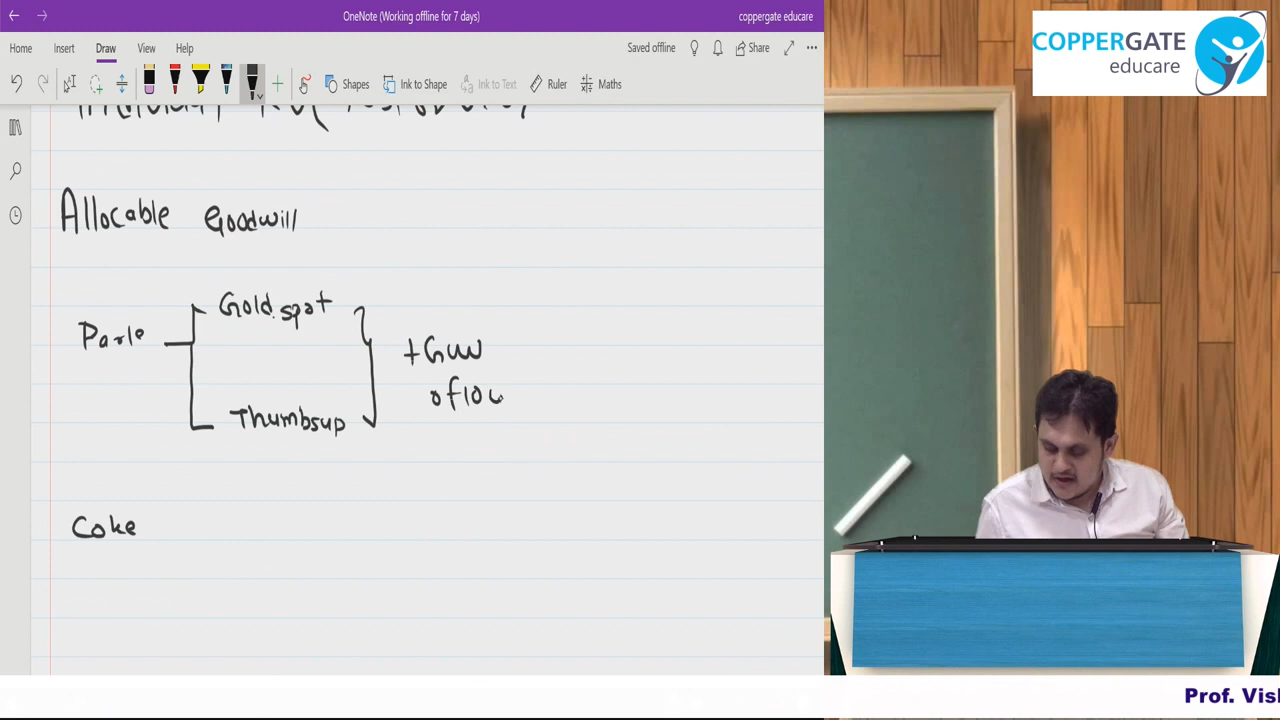 OneNote (Working offline for 7 days)
coppergate educare
Home Insert Draw View Help
Saved offline
Share
Shapes
Ink to Shape
Ink to Text
Ruler
Maths
COPPERGATE
educare
Allocable Goodwill
Parle
Gold spot
Thumbsup
+GW
of 10
Coke
Prof. Vis